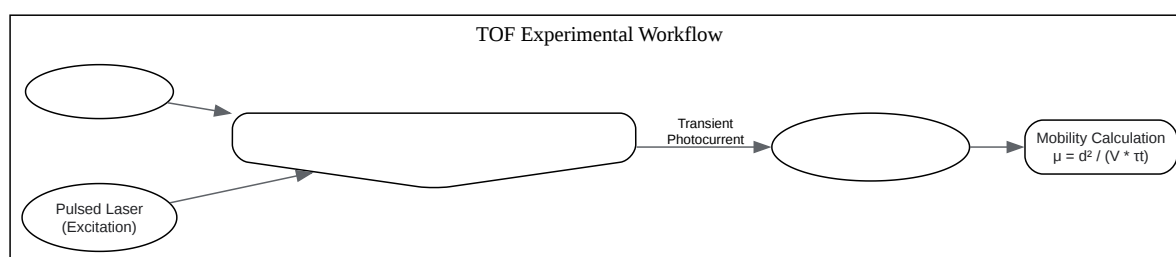 TOF Experimental Workflow
Transient
Photocurrent
Mobility Calculation
μ = d² / (V * τt)
Pulsed Laser
(Excitation)